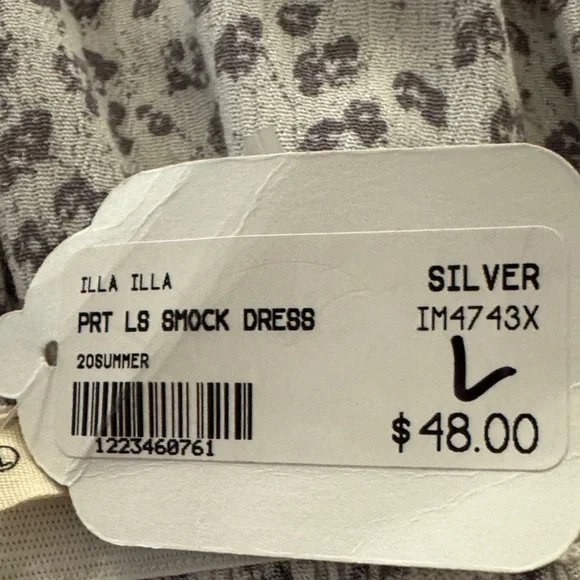 ILLA ILLA
SILVER
PRT LS SMOCK DRESS
IM4743X
20SUMMER
L
1223460761
$48.00
L